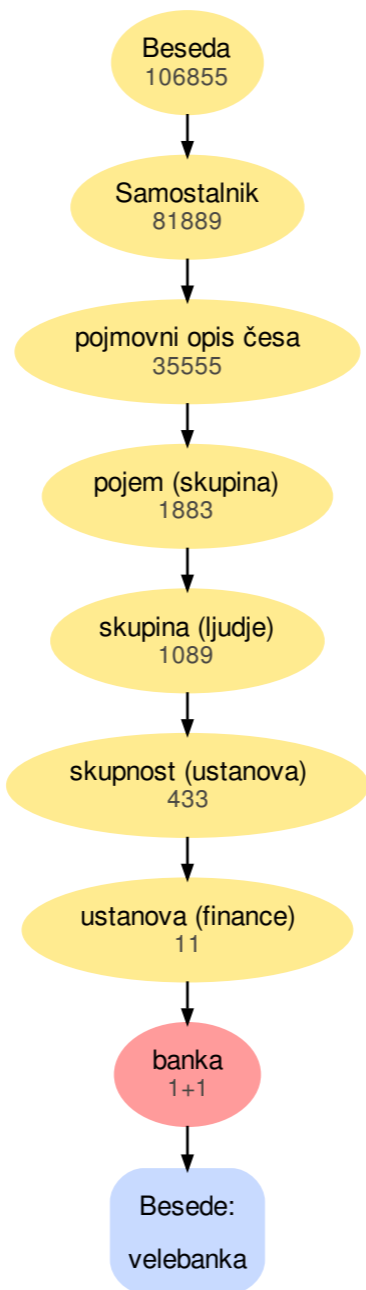 Beseda
106855
Samostalnik
81889
pojmovni opis česa
35555
pojem (skupina)
1883
skupina (ljudje)
1089
skupnost (ustanova)
433
ustanova (finance)
11
banka
1+1
Besede:
velebanka